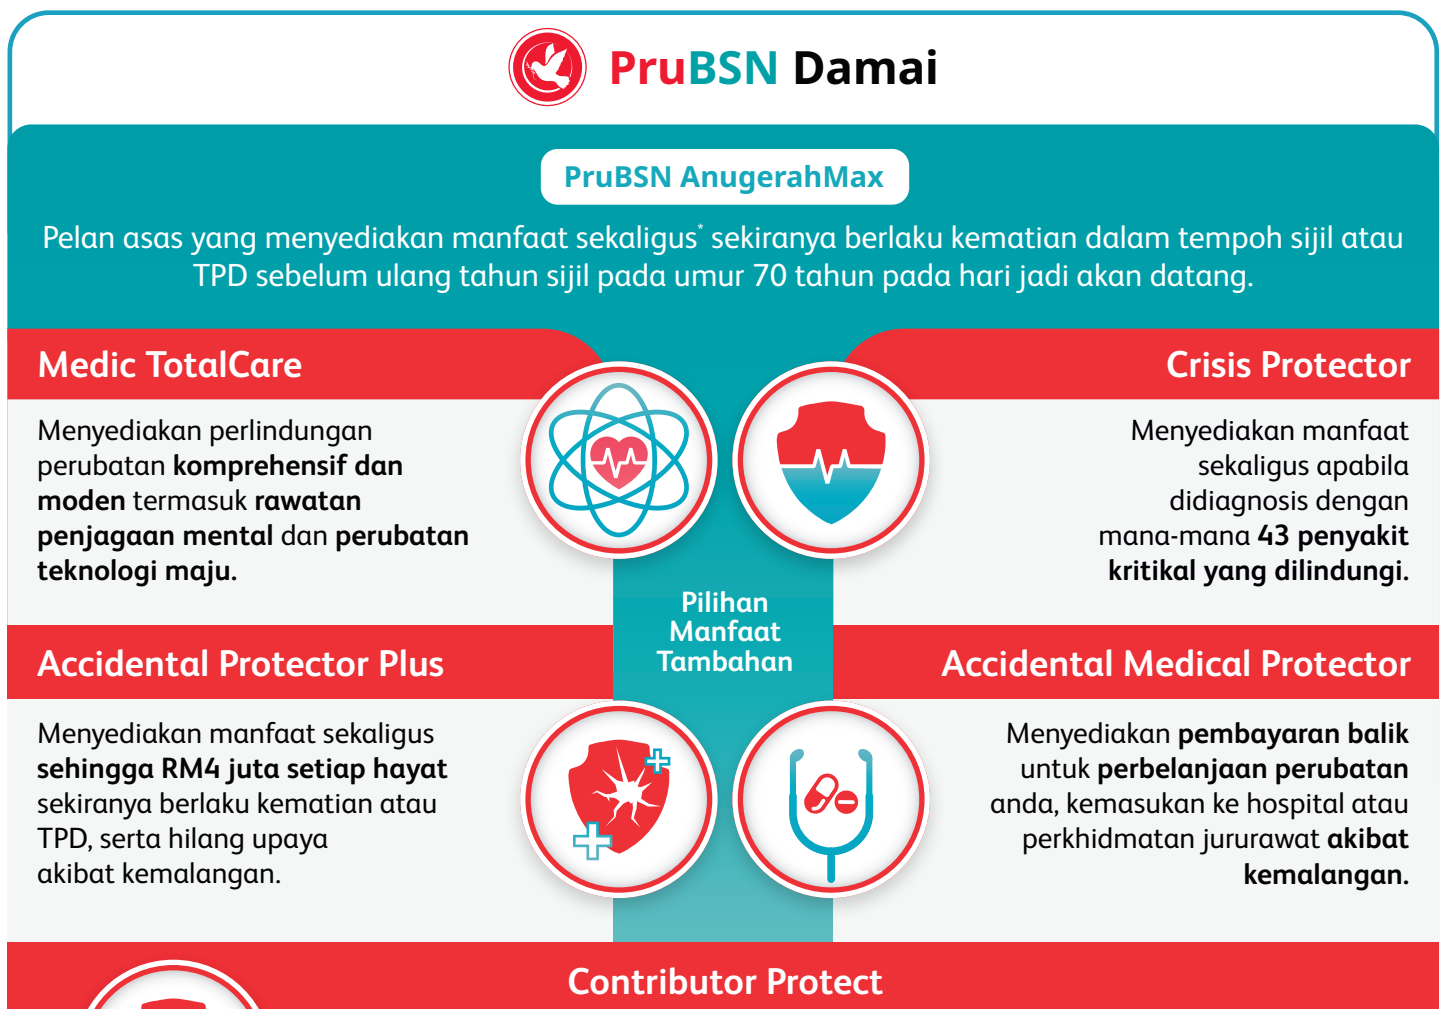 PruBSN Damai
PruBSN AnugerahMax
Pelan asas yang menyediakan manfaat sekaligus* sekiranya berlaku kematian dalam tempoh sijil atau
TPD sebelum ulang tahun sijil pada umur 70 tahun pada hari jadi akan datang.
Medic TotalCare
Menyediakan perlindungan
perubatan komprehensif dan
moden termasuk rawatan
penjagaan mental dan perubatan
teknologi maju.
Crisis Protector
Menyediakan manfaat
sekaligus apabila
didiagnosis dengan
mana-mana 43 penyakit
kritikal yang dilindungi.
Pilihan
Manfaat
Tambahan
Accidental Protector Plus
Menyediakan manfaat sekaligus
sehingga RM4 juta setiap hayat
sekiranya berlaku kematian atau
TPD, serta hilang upaya
akibat kemalangan.
Accidental Medical Protector
Menyediakan pembayaran balik
untuk perbelanjaan perubatan
anda, kemasukan ke hospital atau
perkhidmatan jururawat akibat
kemalangan.
Contributor Protect